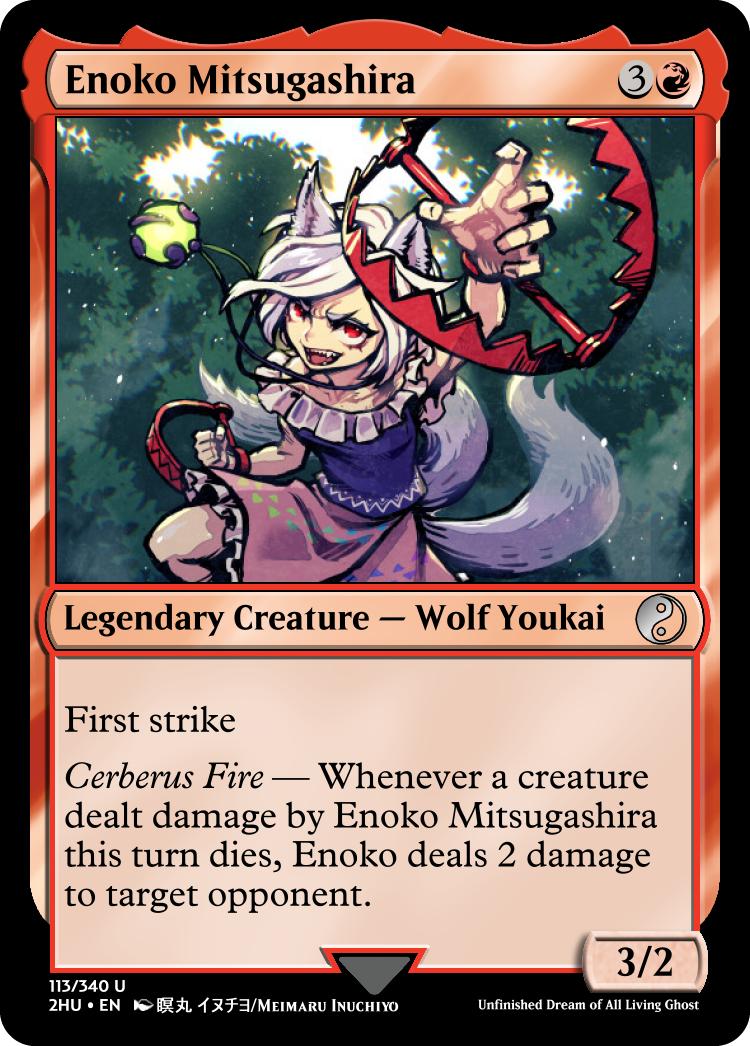 Enoko Mitsugashira 3
Legendary Creature — Wolf Youkai
First strike
Cerberus Fire — Whenever a creature
dealt damage by Enoko Mitsugashira
this turn dies, Enoko deals 2 damage
to target opponent.
3/2
113/340 U
2HU • EN 瞑丸 イヌチヨ/Meimaru Inuchiyo
Unfinished Dream of All Living Ghost